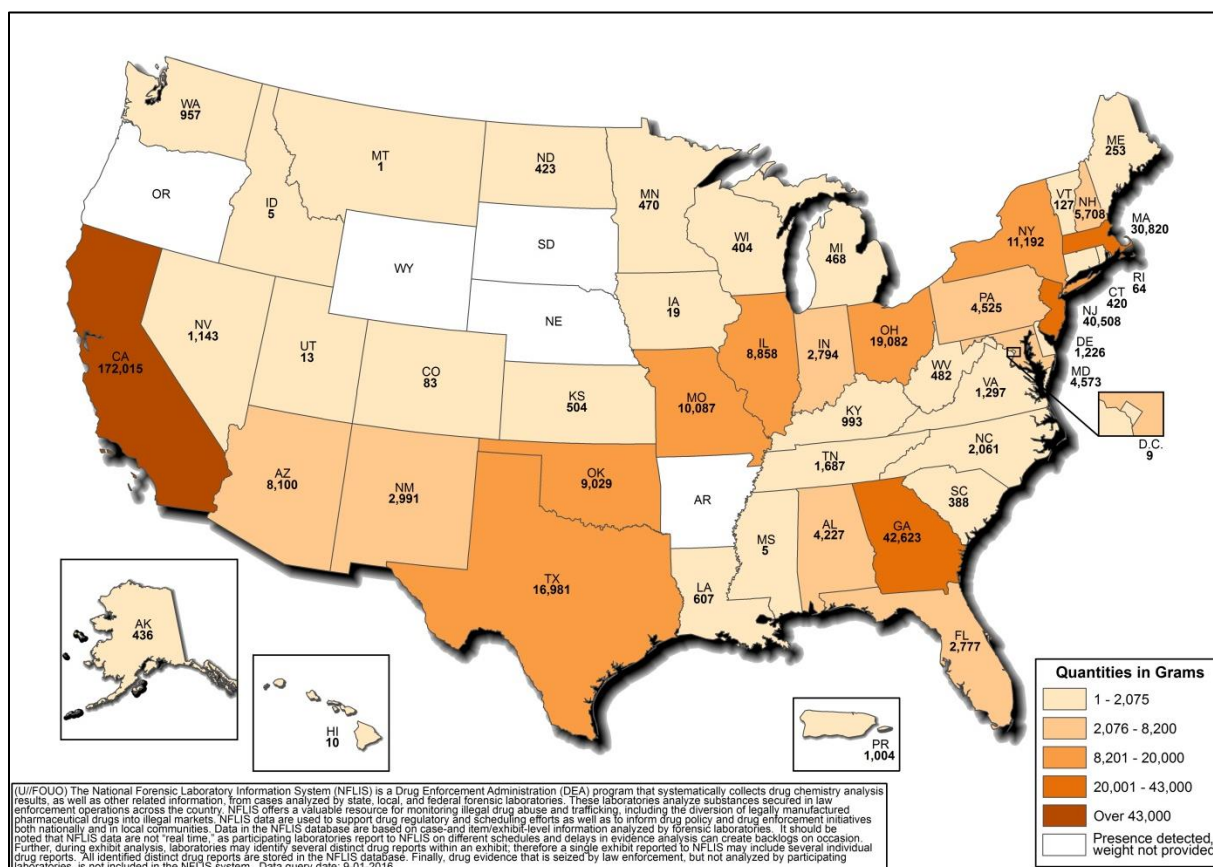 WA
957
MT
1
ND
423
MN
470
ME
253
VT
127
NH
5,708
OR
ID
5
SD
WI
404
MI
468
NY
11,192
MA
30,820
RI
64
CT
420
WY
IA
19
NE
PA
4,525
NJ
40,508
NV
1,143
UT
13
CO
83
IL
8,858
IN
2,794
OH
19,082
DE
1,226
MD
4,573
CA
172,015
KS
504
MO
10,087
WV
482
VA
1,297
KY
993
D.C.
9
AZ
8,100
NM
2,991
OK
9,029
AR
TN
1,687
NC
2,061
SC
388
TX
16,981
LA
607
MS
5
AL
4,227
GA
42,623
FL
2,777
AK
436
HI
10
PR
1,004
Quantities in Grams
1 - 2,075
2,076 - 8,200
8,201 - 20,000
20,001 - 43,000
Over 43,000
Presence detected,
weight not provided
(U//FOUO) The National Forensic Laboratory Information System (NFLIS) is a Drug Enforcement Administration (DEA) program that systematically collects drug chemistry analysis
results, as well as other related information, from cases analyzed by state, local, and federal forensic laboratories. These laboratories analyze substances secured in law
enforcement operations across the country. NFLIS offers a valuable resource for monitoring illegal drug abuse and trafficking, including the diversion of legally manufactured
pharmaceutical drugs into illegal markets. NFLIS data are used to support drug regulatory and scheduling efforts as well as to inform drug policy and drug enforcement initiatives
both nationally and in local communities. Data in the NFLIS database are based on case-and item/exhibit-level information analyzed by forensic laboratories. It should be
noted that NFLIS data are not "real time," as participating laboratories report to NFLIS on different schedules and delays in evidence analysis can create backlogs on occasion.
Further, during exhibit analysis, laboratories may identify several distinct drug reports within an exhibit; therefore a single exhibit reported to NFLIS may include several individual
drug reports. All identified distinct drug reports are stored in the NFLIS database. Finally, drug evidence that is seized by law enforcement, but not analyzed by participating
laboratories, is not included in the NFLIS system. Data query date: 9-01-2016